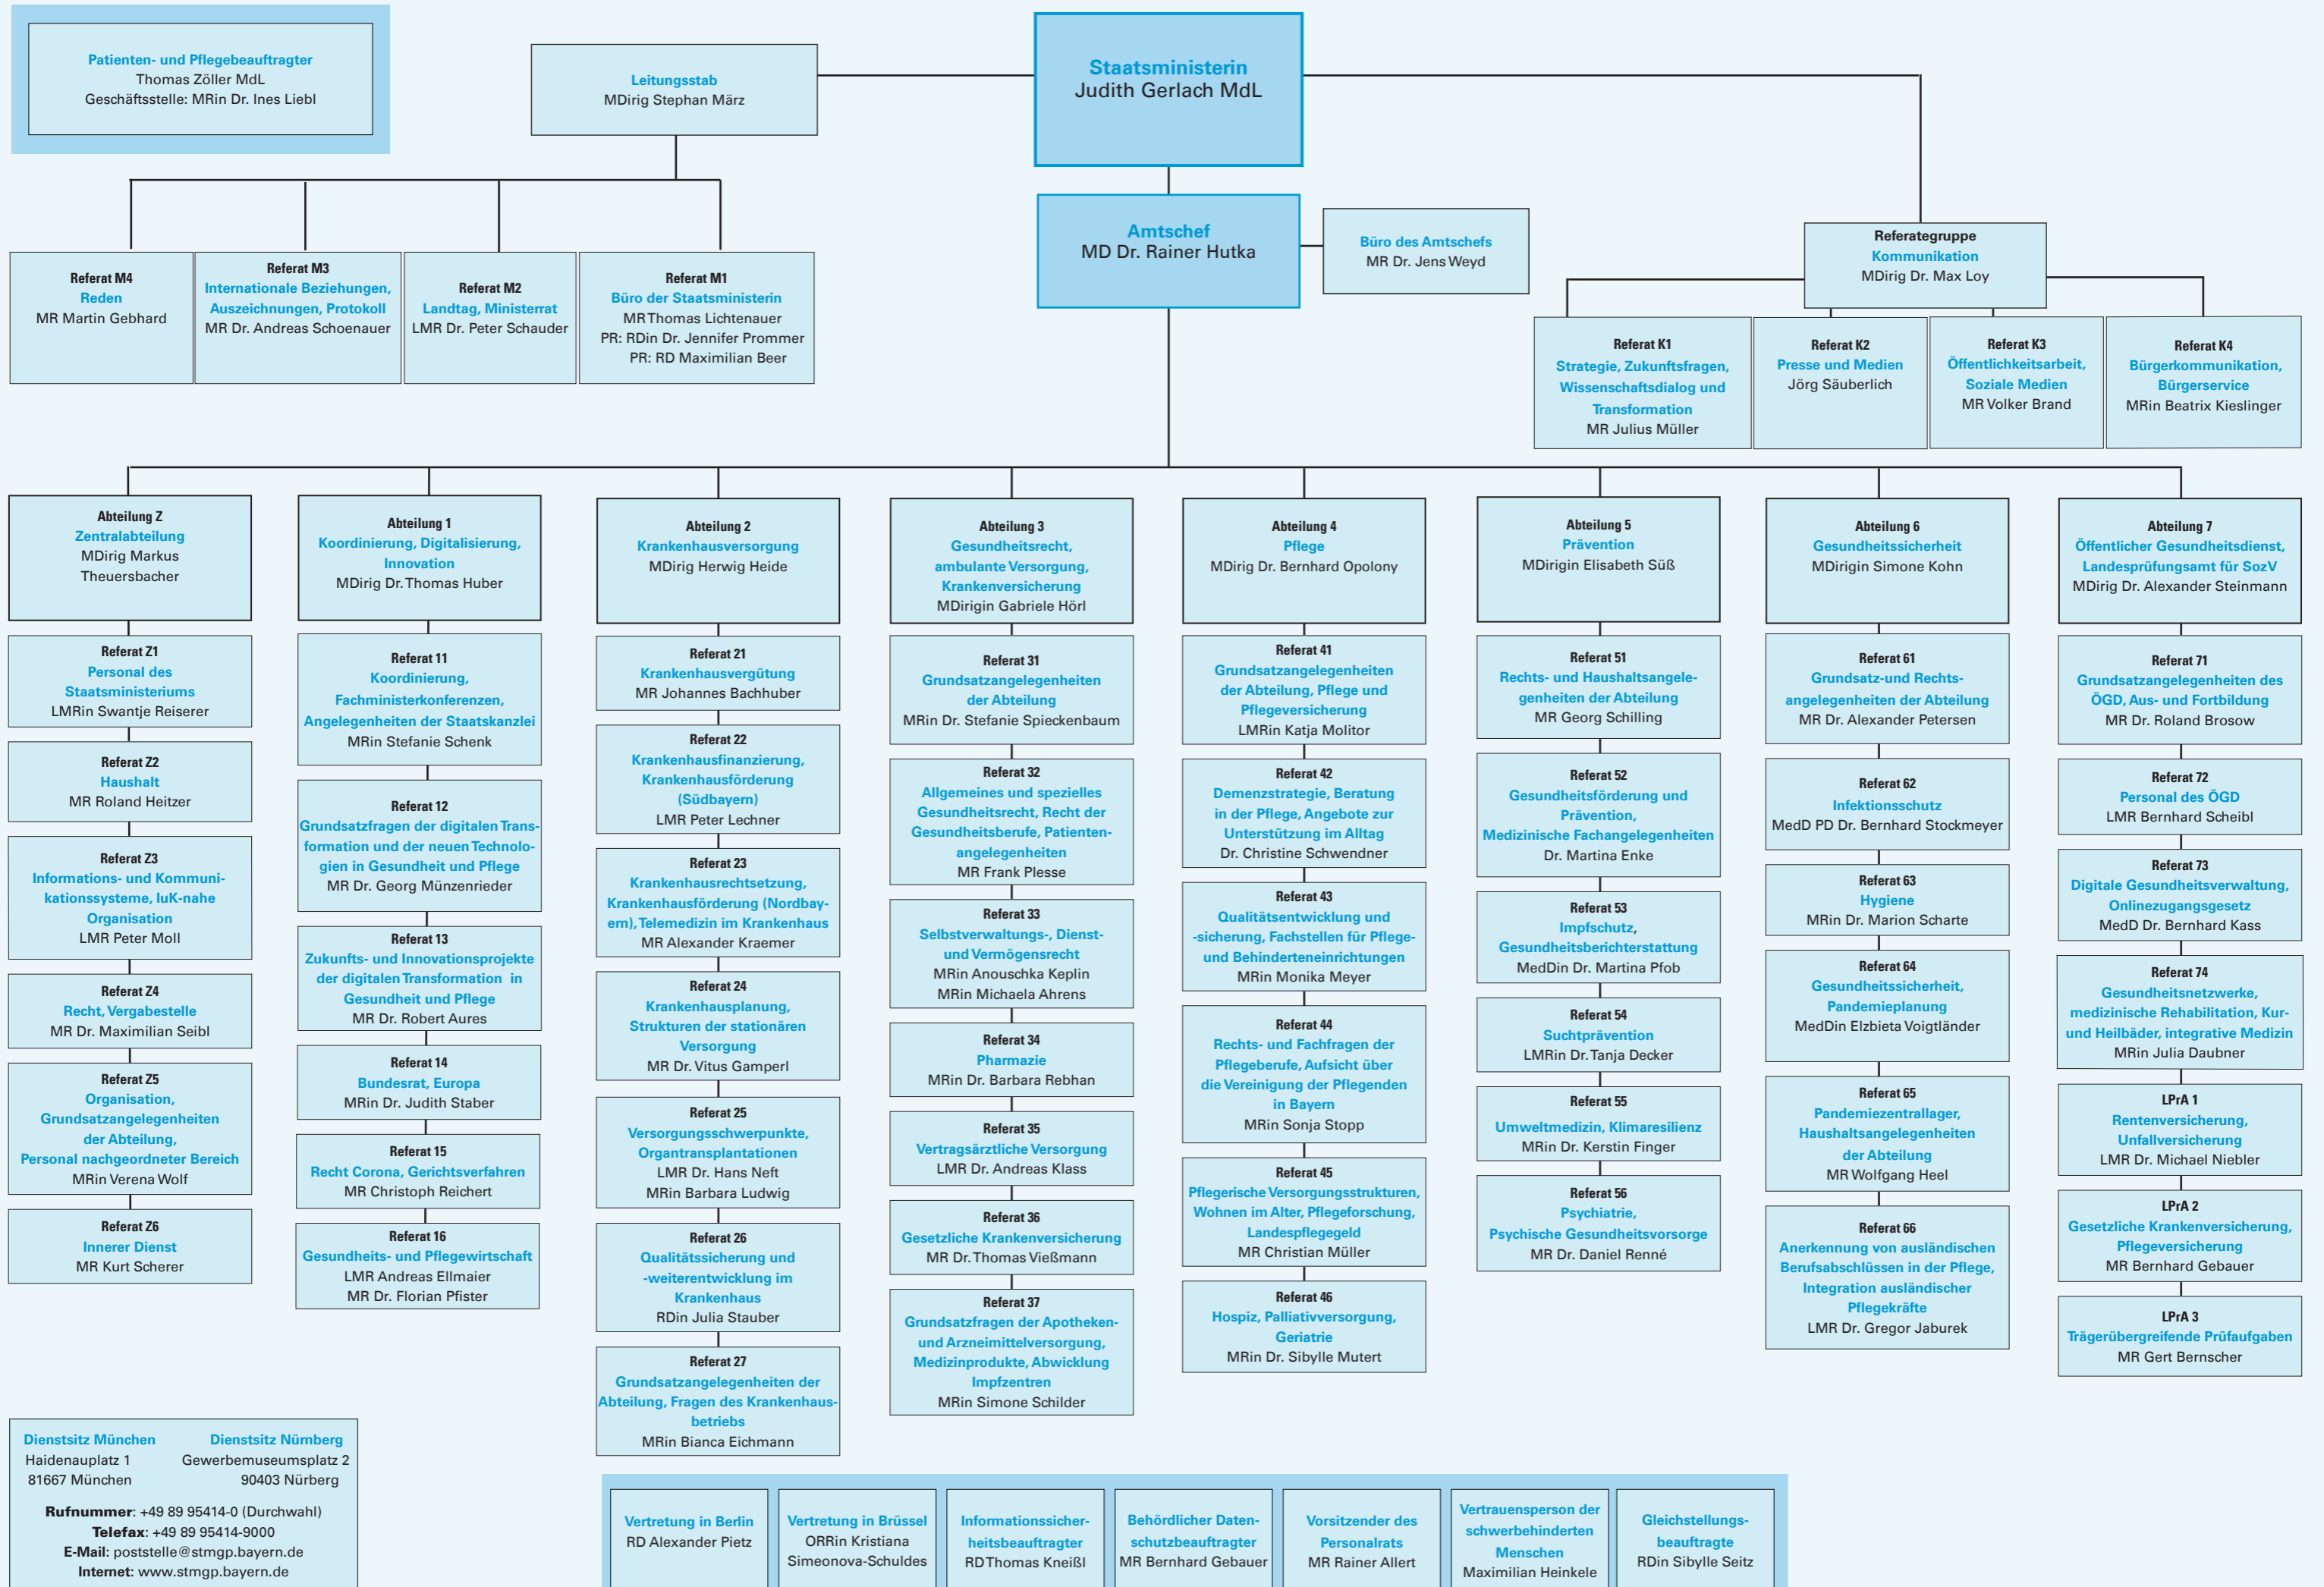 Patienten- und Pflegebeauftragter
Thomas Zöller MdL
Geschäftsstelle: MRin Dr. Ines Liebl
Leitungsstab
MDirig Stephan März
Staatsministerin
Judith Gerlach MdL
Amtschef
MD Dr. Rainer Hutka
Büro des Amtschefs
MR Dr. Jens Weyd
Referategruppe
Kommunikation
MDirig Dr. Max Loy
Referat M4
Reden
MR Martin Gebhard
Referat M3
Internationale Beziehungen,
Auszeichnungen, Protokoll
MR Dr. Andreas Schoenauer
Referat M2
Landtag, Ministerrat
LMR Dr. Peter Schauder
Referat M1
Büro der Staatsministerin
MR Thomas Lichtenauer
PR: RDin Dr. Jennifer Prommer
PR: RD Maximilian Beer
Referat K1
Strategie, Zukunftsfragen,
Wissenschaftsdialog und
Transformation
MR Julius Müller
Referat K2
Presse und Medien
Jörg Säuberlich
Referat K3
Öffentlichkeitsarbeit,
Soziale Medien
MR Volker Brand
Referat K4
Bürgerkommunikation,
Bürgerservice
MRin Beatrix Kieslinger
Abteilung Z
Zentralabteilung
MDirig Markus
Theuersbacher
Referat Z1
Personal des
Staatsministeriums
LMRin Swantje Reiserer
Referat Z2
Haushalt
MR Roland Heitzer
Referat Z3
Informations- und Kommuni-
kationssysteme, IuK-nahe
Organisation
LMR Peter Moll
Referat Z4
Recht, Vergabestelle
MR Dr. Maximilian Seibl
Referat Z5
Organisation,
Grundsatzangelegenheiten
der Abteilung,
Personal nachgeordneter Bereich
MRin Verena Wolf
Referat Z6
Innerer Dienst
MR Kurt Scherer
Abteilung 1
Koordinierung, Digitalisierung,
Innovation
MDirig Dr. Thomas Huber
Referat 11
Koordinierung,
Fachministerkonferenzen,
Angelegenheiten der Staatskanzlei
MRin Stefanie Schenk
Referat 12
Grundsatzfragen der digitalen Trans-
formation und der neuen Technolo-
gien in Gesundheit und Pflege
MR Dr. Georg Münzenrieder
Referat 13
Zukunfts- und Innovationsprojekte
der digitalen Transformation in
Gesundheit und Pflege
MR Dr. Robert Aures
Referat 14
Bundesrat, Europa
MRin Dr. Judith Staber
Referat 15
Recht Corona, Gerichtsverfahren
MR Christoph Reichert
Referat 16
Gesundheits- und Pflegewirtschaft
LMR Andreas Ellmaier
MR Dr. Florian Pfister
Abteilung 2
Krankenhausversorgung
MDirig Herwig Heide
Referat 21
Krankenhausvergütung
MR Johannes Bachhuber
Referat 22
Krankenhausfinanzierung,
Krankenhausförderung
(Südbayern)
LMR Peter Lechner
Referat 23
Krankenhausrechtsetzung,
Krankenhausförderung (Nordbay-
ern), Telemedizin im Krankenhaus
MR Alexander Kraemer
Referat 24
Krankenhausplanung,
Strukturen der stationären
Versorgung
MR Dr. Vitus Gamperl
Referat 25
Versorgungsschwerpunkte,
Organtransplantationen
LMR Dr. Hans Neft
MRin Barbara Ludwig
Referat 26
Qualitätssicherung und
-weiterentwicklung im
Krankenhaus
RDin Julia Stauber
Referat 27
Grundsatzangelegenheiten der
Abteilung, Fragen des Krankenhaus-
betriebs
MRin Bianca Eichmann
Abteilung 3
Gesundheitsrecht,
ambulante Versorgung,
Krankenversicherung
MDirigin Gabriele Hörl
Referat 31
Grundsatzangelegenheiten
der Abteilung
MRin Dr. Stefanie Spieckenbaum
Referat 32
Allgemeines und spezielles
Gesundheitsrecht, Recht der
Gesundheitsberufe, Patienten-
angelegenheiten
MR Frank Plesse
Referat 33
Selbstverwaltungs-, Dienst-
und Vermögensrecht
MRin Anouschka Keplin
MRin Michaela Ahrens
Referat 34
Pharmazie
MRin Dr. Barbara Rebhan
Referat 35
Vertragsärztliche Versorgung
LMR Dr. Andreas Klass
Referat 36
Gesetzliche Krankenversicherung
MR Dr. Thomas Vießmann
Referat 37
Grundsatzfragen der Apotheken-
und Arzneimittelversorgung,
Medizinprodukte, Abwicklung
Impfzentren
MRin Simone Schilder
Abteilung 4
Pflege
MDirig Dr. Bernhard Opolony
Referat 41
Grundsatzangelegenheiten
der Abteilung, Pflege und
Pflegeversicherung
LMRin Katja Molitor
Referat 42
Demenzstrategie, Beratung
in der Pflege, Angebote zur
Unterstützung im Alltag
Dr. Christine Schwendner
Referat 43
Qualitätsentwicklung und
-sicherung, Fachstellen für Pflege-
und Behinderteneinrichtungen
MRin Monika Meyer
Referat 44
Rechts- und Fachfragen der
Pflegeberufe, Aufsicht über
die Vereinigung der Pflegenden
in Bayern
MRin Sonja Stopp
Referat 45
Pflegerische Versorgungsstrukturen,
Wohnen im Alter, Pflegeforschung,
Landespflegegeld
MR Christian Müller
Referat 46
Hospiz, Palliativversorgung,
Geriatrie
MRin Dr. Sibylle Mutert
Abteilung 5
Prävention
MDirigin Elisabeth Süß
Referat 51
Rechts- und Haushaltsangele-
genheiten der Abteilung
MR Georg Schilling
Referat 52
Gesundheitsförderung und
Prävention,
Medizinische Fachangelegenheiten
Dr. Martina Enke
Referat 53
Impfschutz,
Gesundheitsberichterstattung
MedDin Dr. Martina Pfob
Referat 54
Suchtprävention
LMRin Dr. Tanja Decker
Referat 55
Umweltmedizin, Klimaresilienz
MRin Dr. Kerstin Finger
Referat 56
Psychiatrie,
Psychische Gesundheitsvorsorge
MR Dr. Daniel Renné
Abteilung 6
Gesundheitssicherheit
MDirigin Simone Kohn
Referat 61
Grundsatz-und Rechts-
angelegenheiten der Abteilung
MR Dr. Alexander Petersen
Referat 62
Infektionsschutz
MedD PD Dr. Bernhard Stockmeyer
Referat 63
Hygiene
MRin Dr. Marion Scharte
Referat 64
Gesundheitssicherheit,
Pandemieplanung
MedDin Elzbieta Voigtländer
Referat 65
Pandemiezentrallager,
Haushaltsangelegenheiten
der Abteilung
MR Wolfgang Heel
Referat 66
Anerkennung von ausländischen
Berufsabschlüssen in der Pflege,
Integration ausländischer
Pflegekräfte
LMR Dr. Gregor Jaburek
Abteilung 7
Öffentlicher Gesundheitsdienst,
Landesprüfungsamt für SozV
MDirig Dr. Alexander Steinmann
Referat 71
Grundsatzangelegenheiten des
ÖGD, Aus- und Fortbildung
MR Dr. Roland Brosow
Referat 72
Personal des ÖGD
LMR Bernhard Scheibl
Referat 73
Digitale Gesundheitsverwaltung,
Onlinezugangsgesetz
MedD Dr. Bernhard Kass
Referat 74
Gesundheitsnetzwerke,
medizinische Rehabilitation, Kur-
und Heilbäder, integrative Medizin
MRin Julia Daubner
LPrA 1
Rentenversicherung,
Unfallversicherung
LMR Dr. Michael Niebler
LPrA 2
Gesetzliche Krankenversicherung,
Pflegeversicherung
MR Bernhard Gebauer
LPrA 3
Trägerübergreifende Prüfaufgaben
MR Gert Bernscher
Dienstsitz München
Haidenauplatz 1
81667 München
Dienstsitz Nürnberg
Gewerbemuseumsplatz 2
90403 Nürberg
Rufnummer: +49 89 95414-0 (Durchwahl)
Telefax: +49 89 95414-9000
E-Mail: poststelle@stmgp.bayern.de
Internet: www.stmgp.bayern.de
Vertretung in Berlin
RD Alexander Pietz
Vertretung in Brüssel
ORRin Kristiana
Simeonova-Schuldes
Informationssicher-
heitsbeauftragter
RD Thomas Kneißl
Behördlicher Daten-
schutzbeauftragter
MR Bernhard Gebauer
Vorsitzender des
Personalrats
MR Rainer Allert
Vertrauensperson der
schwerbehinderten
Menschen
Maximilian Heinkele
Gleichstellungs-
beauftragte
RDin Sibylle Seitz